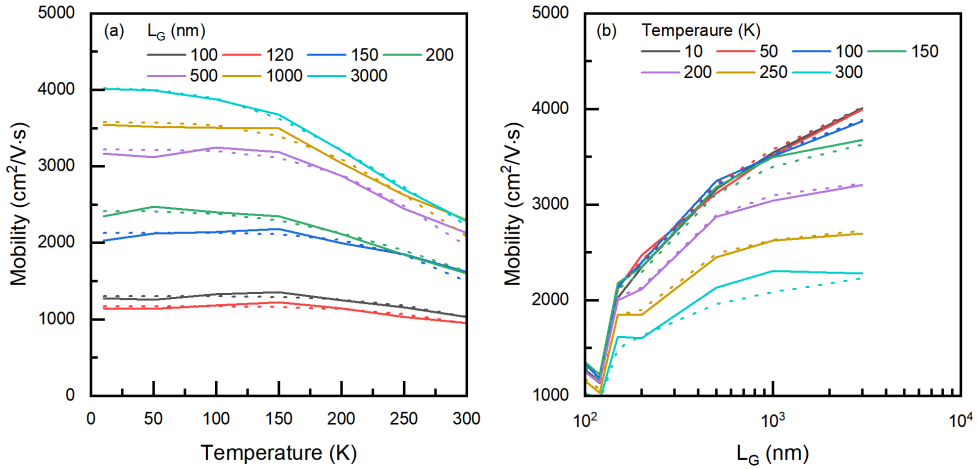 (a) L_G (nm)
100 120 150 200
500 1000 3000
5000
4000
3000
2000
1000
0
Mobility (cm²/V·s)
0 50 100 150 200 250 300
Temperature (K)
(b) Temperaure (K)
10 50 100 150
200 250 300
5000
4000
3000
2000
1000
Mobility (cm²/V·s)
10² 10³ 10⁴
L_G (nm)